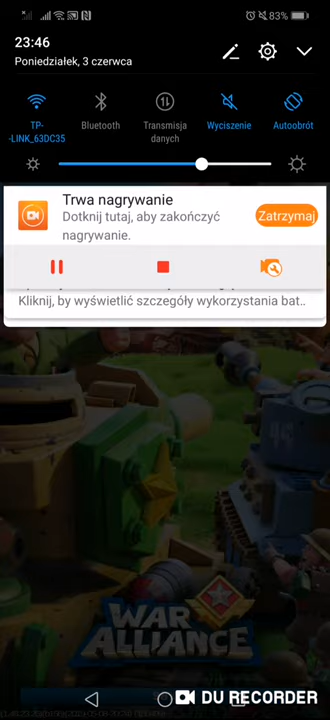 83%
23:46
Poniedziałek, 3 czerwca
TP-
-LINK_63DC35
Bluetooth
Transmisja
danych
Wyciszenie
Autoobrót
Trwa nagrywanie
Dotknij tutaj, aby zakończyć
nagrywanie.
Zatrzymaj
Kliknij, by wyświetlić szczegóły wykorzystania bat..
WAR
ALLIANCE
DU RECORDER